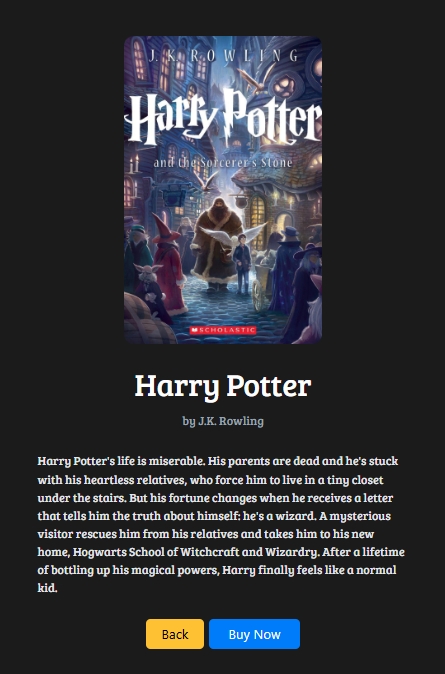 J. K. ROWLING
Harry Potter
and the Sorcerer's Stone
SCHOLASTIC
Harry Potter
by J.K. Rowling
Harry Potter's life is miserable. His parents are dead and he's stuck
with his heartless relatives, who force him to live in a tiny closet
under the stairs. But his fortune changes when he receives a letter
that tells him the truth about himself: he's a wizard. A mysterious
visitor rescues him from his relatives and takes him to his new
home, Hogwarts School of Witchcraft and Wizardry. After a lifetime
of bottling up his magical powers, Harry finally feels like a normal
kid.
Back
Buy Now